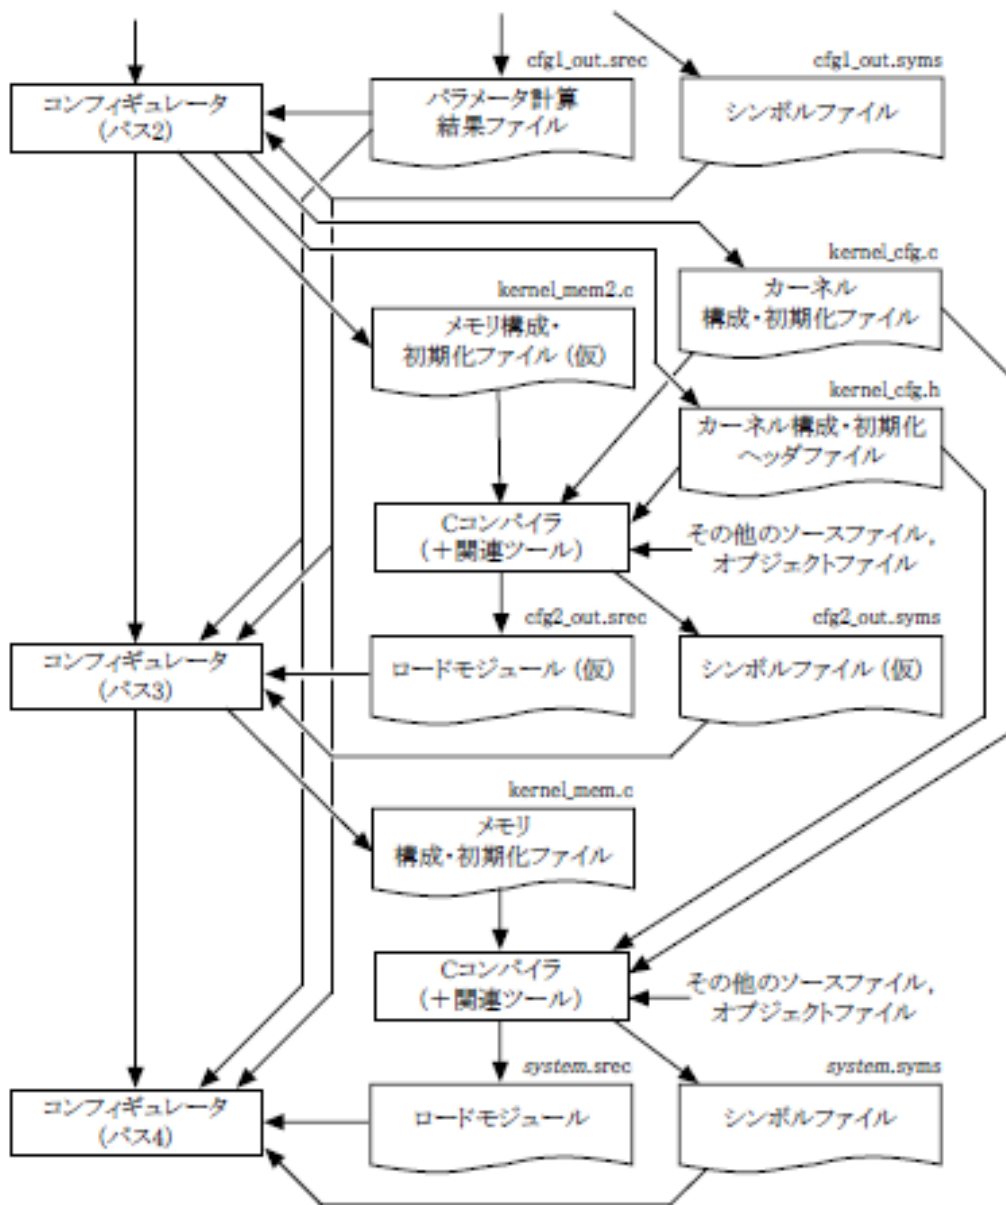 cfg1_out.srec
cfg1_out.syms
コンフィギュレータ
(パス2)
パラメータ計算
結果ファイル
シンボルファイル
kernel_cfg.c
カーネル
構成・初期化ファイル
kernel_mem2.c
メモリ構成・
初期化ファイル (仮)
kernel_cfg.h
カーネル構成・初期化
ヘッダファイル
Cコンパイラ
(+関連ツール)
その他のソースファイル,
オブジェクトファイル
cfg2_out.srec
cfg2_out.syms
コンフィギュレータ
(パス3)
ロードモジュール (仮)
シンボルファイル (仮)
kernel_mem.c
メモリ
構成・初期化ファイル
Cコンパイラ
(+関連ツール)
その他のソースファイル,
オブジェクトファイル
system.srec
system.syms
コンフィギュレータ
(パス4)
ロードモジュール
シンボルファイル